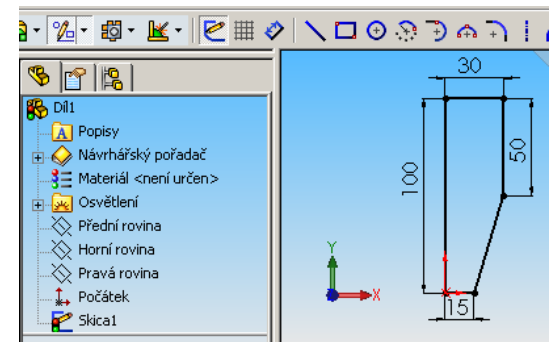 Díl1
Popisy
Návrhářský pořadač
Materiál <není určen>
Osvětlení
Přední rovina
Horní rovina
Pravá rovina
Počátek
Skica1
30
50
100
15
Y
X